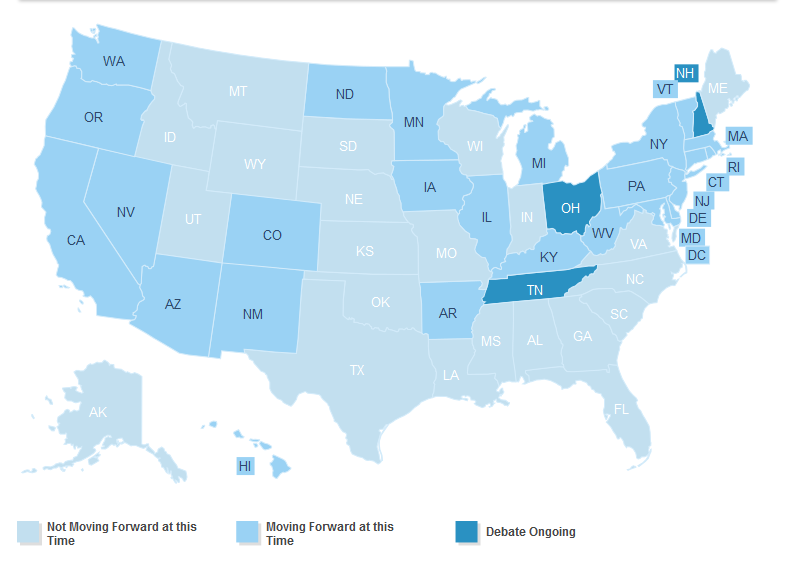 WA
MT
ND
MN
OR
ID
SD
WI
MI
NH
VT
ME
NY
MA
RI
CT
NJ
DE
MD
DC
WY
IA
NE
PA
NV
UT
CO
IL
IN
OH
WV
VA
CA
KS
MO
KY
NC
AZ
NM
OK
AR
TN
SC
MS
AL
GA
TX
LA
FL
AK
HI
Not Moving Forward at this
Time
Moving Forward at this
Time
Debate Ongoing